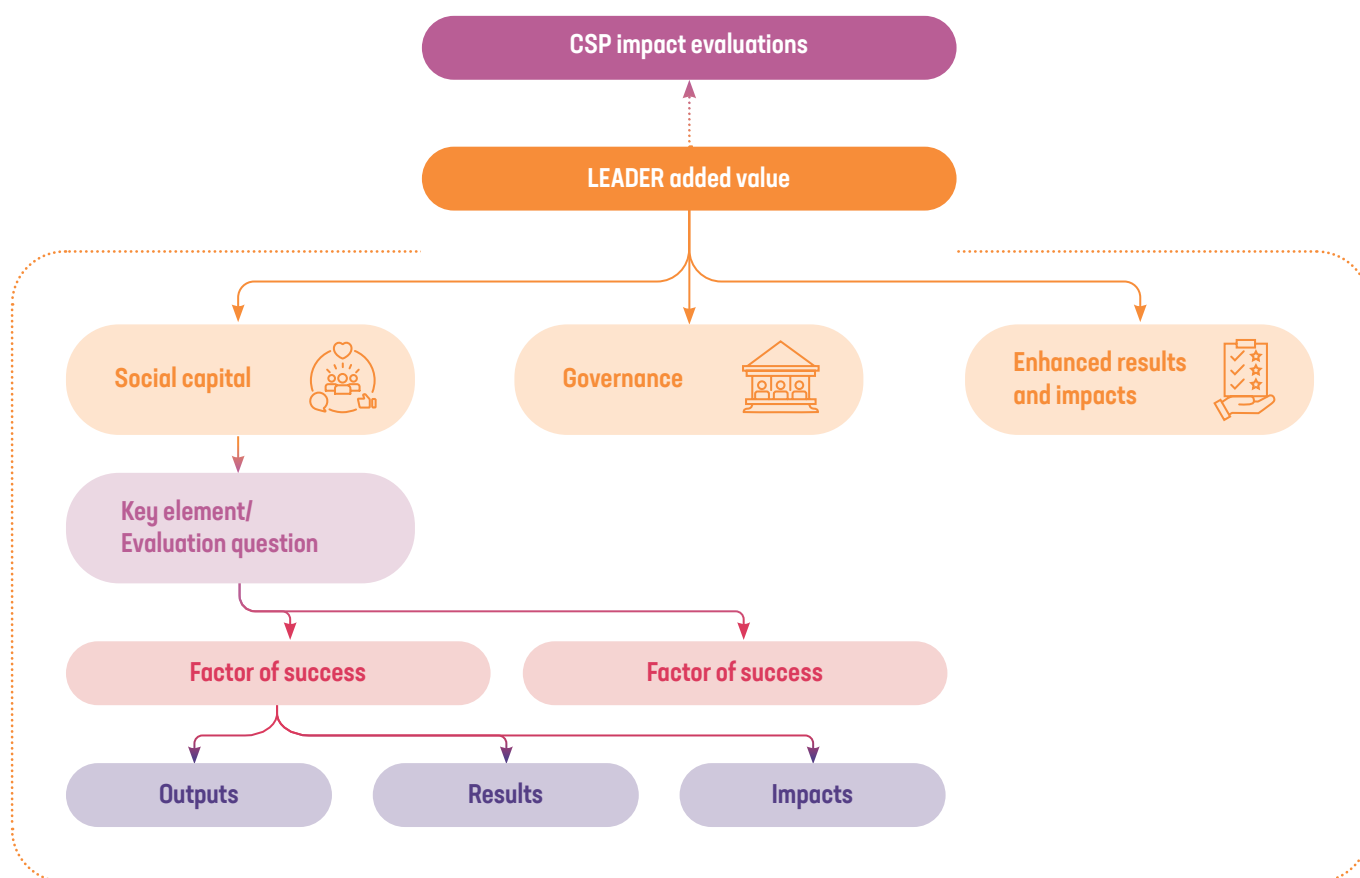 CSP impact evaluations
LEADER added value
Social capital
Governance
Enhanced results
and impacts
Key element/
Evaluation question
Factor of success
Factor of success
Outputs
Results
Impacts